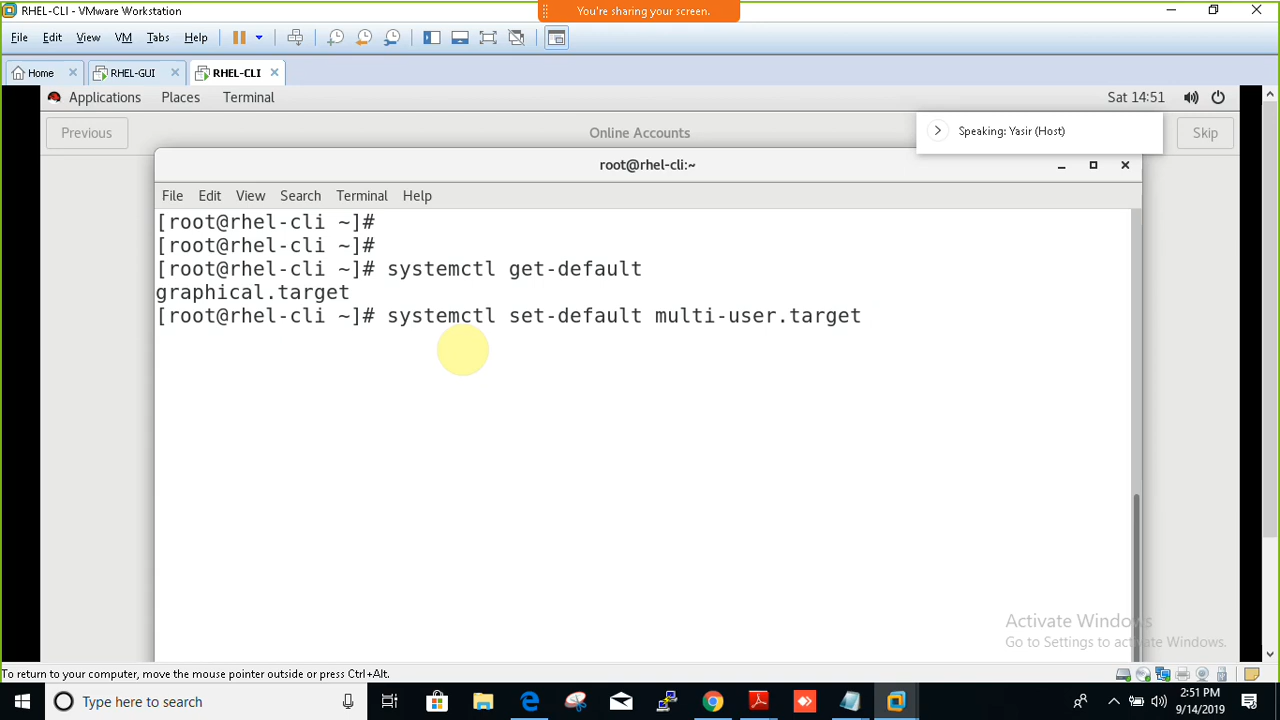 RHEL-CLI - VMware Workstation
You're sharing your screen.
File Edit View VM Tabs Help
Home RHEL-GUI RHEL-CLI
Applications Places Terminal Sat 14:51
Previous Online Accounts Skip
Speaking: Yasir (Host)
root@rhel-cli:~
File Edit View Search Terminal Help
[root@rhel-cli ~]#
[root@rhel-cli ~]#
[root@rhel-cli ~]# systemctl get-default
graphical.target
[root@rhel-cli ~]# systemctl set-default multi-user.target
Activate Windows
Go to Settings to activate Windows.
To return to your computer, move the mouse pointer outside or press Ctrl+Alt.
Type here to search
2:51 PM
9/14/2019